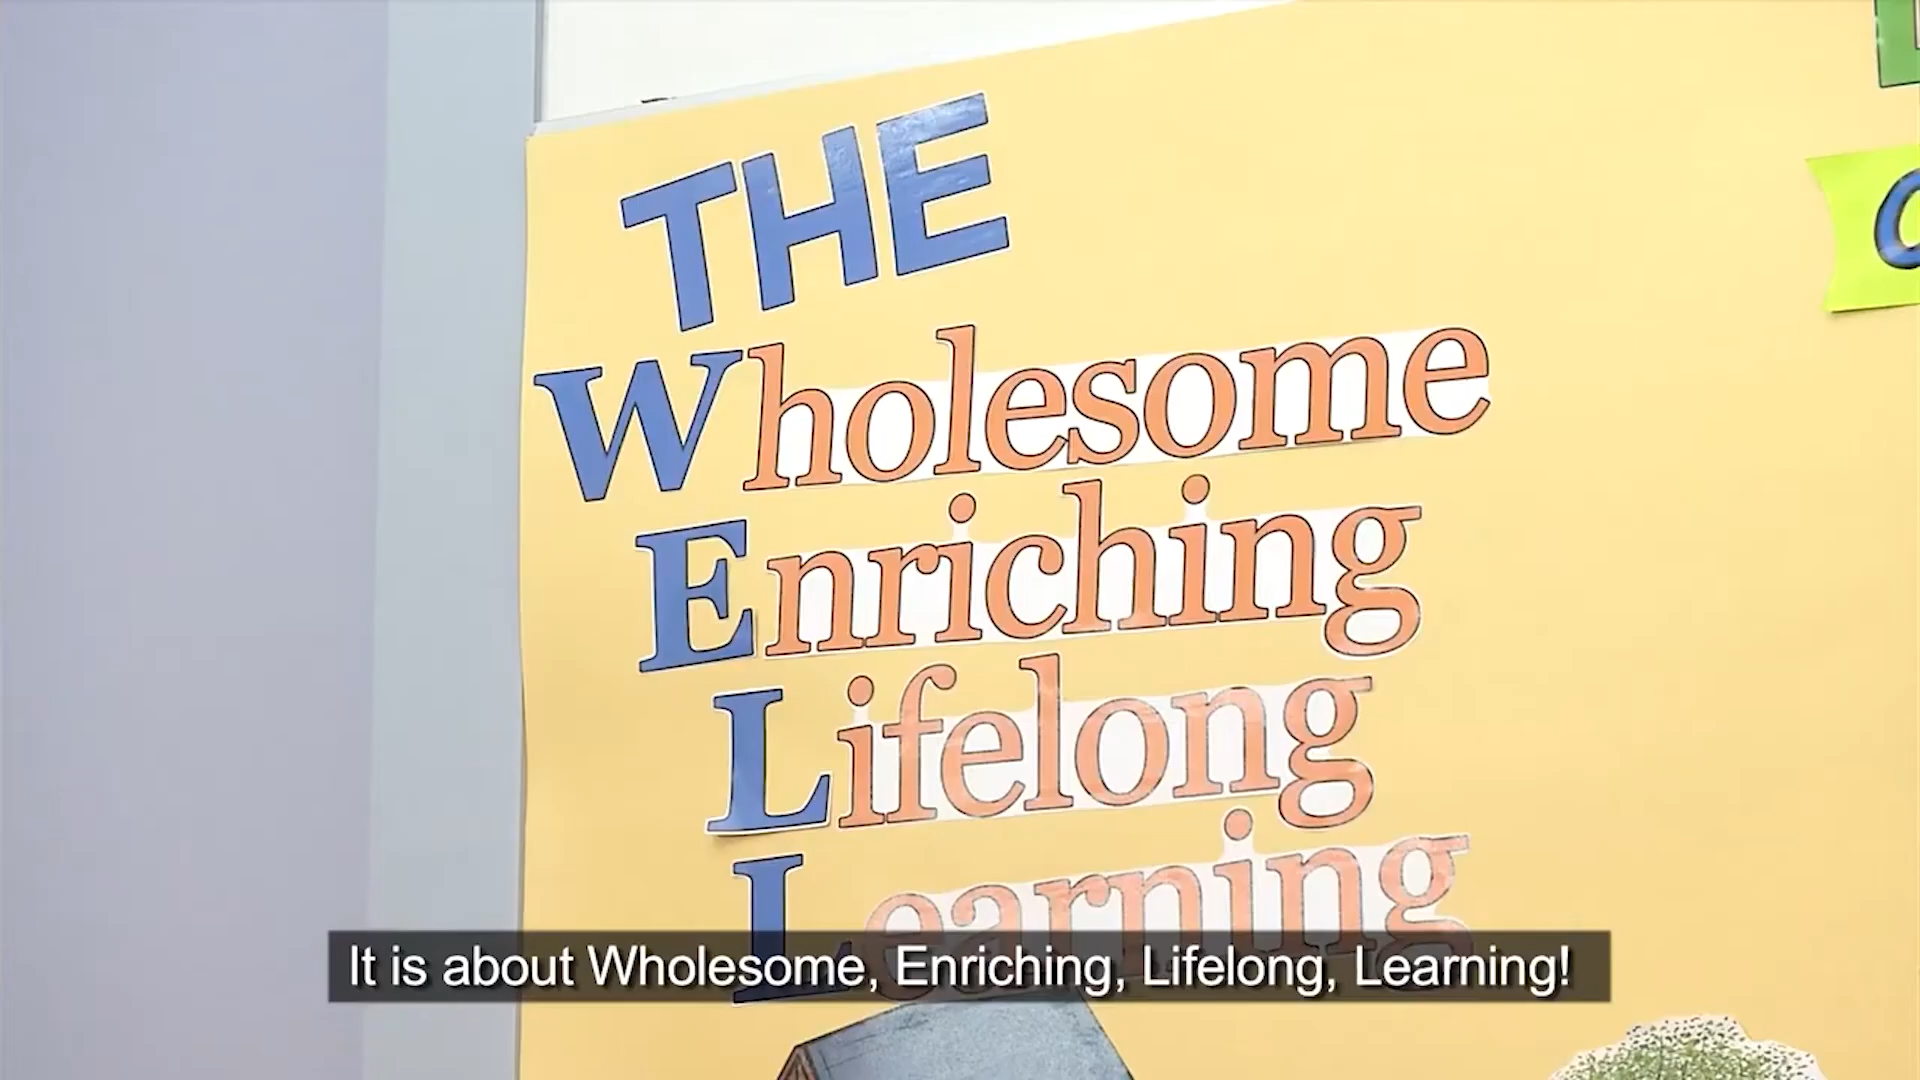 THE
Wholesome
Enriching
Lifelong
Learning
It is about Wholesome, Enriching, Lifelong, Learning!